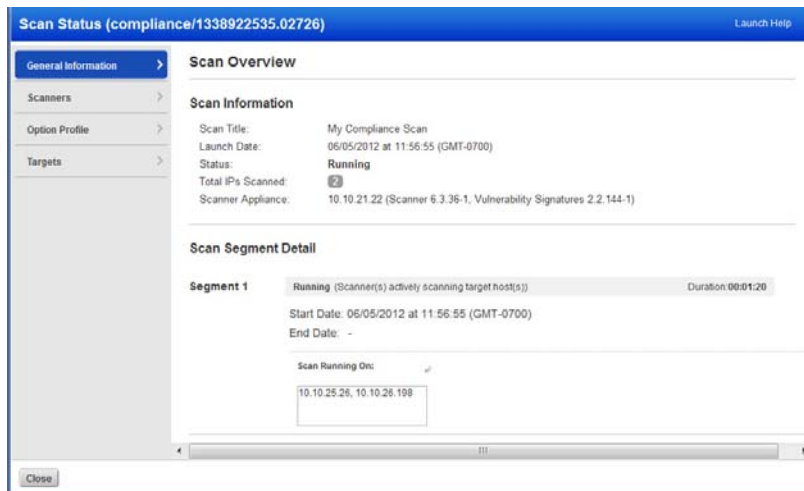 Scan Status (compliance/1338922535.02726)
Launch Help
General Information
Scanners
Option Profile
Targets
Scan Overview
Scan Information
Scan Title: My Compliance Scan
Launch Date: 06/05/2012 at 11:56:55 (GMT-0700)
Status: Running
Total IPs Scanned: 2
Scanner Appliance: 10.10.21.22 (Scanner 6.3.36-1, Vulnerability Signatures 2.2.144-1)
Scan Segment Detail
Segment 1 Running (Scanner(s) actively scanning target host(s)) Duration:00:01:20
Start Date: 06/05/2012 at 11:56:55 (GMT-0700)
End Date: -
Scan Running On:
10.10.25.26, 10.10.26.198
Close